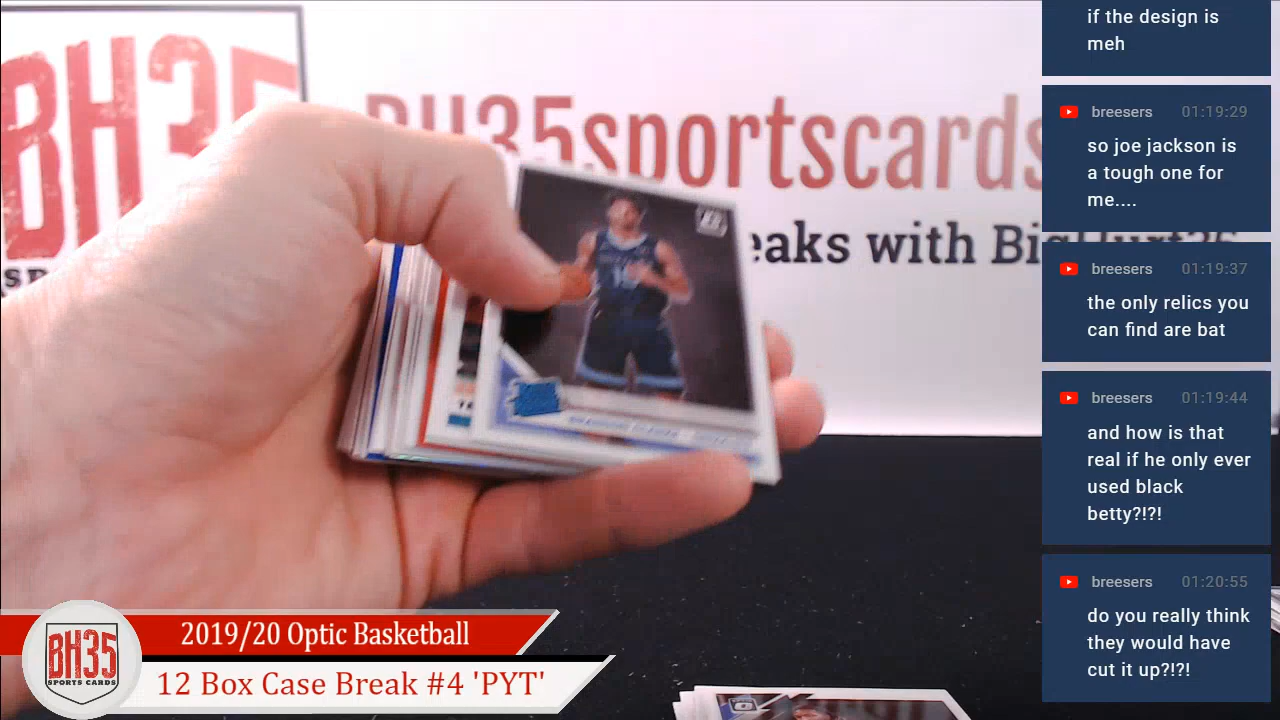 BH35
SP
BH35sportscards
eaks with Bi
if the design is
meh
breesers 01:19:29
so joe jackson is
a tough one for
me....
breesers 01:19:37
the only relics you
can find are bat
breesers 01:19:44
and how is that
real if he only ever
used black
betty?!?!
breesers 01:20:55
do you really think
they would have
cut it up?!?!
BH35
SPORTS CARDS
2019/20 Optic Basketball
12 Box Case Break #4 'PYT'